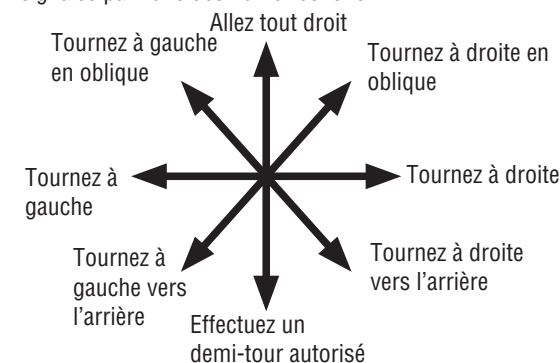 Allez tout droit
Tournez à gauche
en oblique
Tournez à droite en
oblique
Tournez à
gauche
Tournez à droite
Tournez à
gauche vers
l'arrière
Tournez à droite
vers l'arrière
Effectuez un
demi-tour autorisé